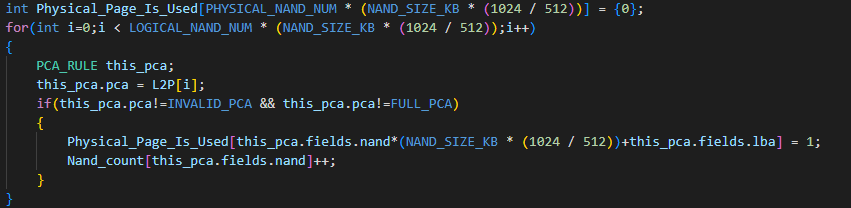 int Physical_Page_Is_Used[PHYSICAL_NAND_NUM * (NAND_SIZE_KB * (1024 / 512))] = {0};
for(int i=0;i < LOGICAL_NAND_NUM * (NAND_SIZE_KB * (1024 / 512));i++)
{
    PCA_RULE this_pca;
    this_pca.pca = L2P[i];
    if(this_pca.pca!=INVALID_PCA && this_pca.pca!=FULL_PCA)
    {
        Physical_Page_Is_Used[this_pca.fields.nand*(NAND_SIZE_KB * (1024 / 512))+this_pca.fields.lba] = 1;
        Nand_count[this_pca.fields.nand]++;
    }
}